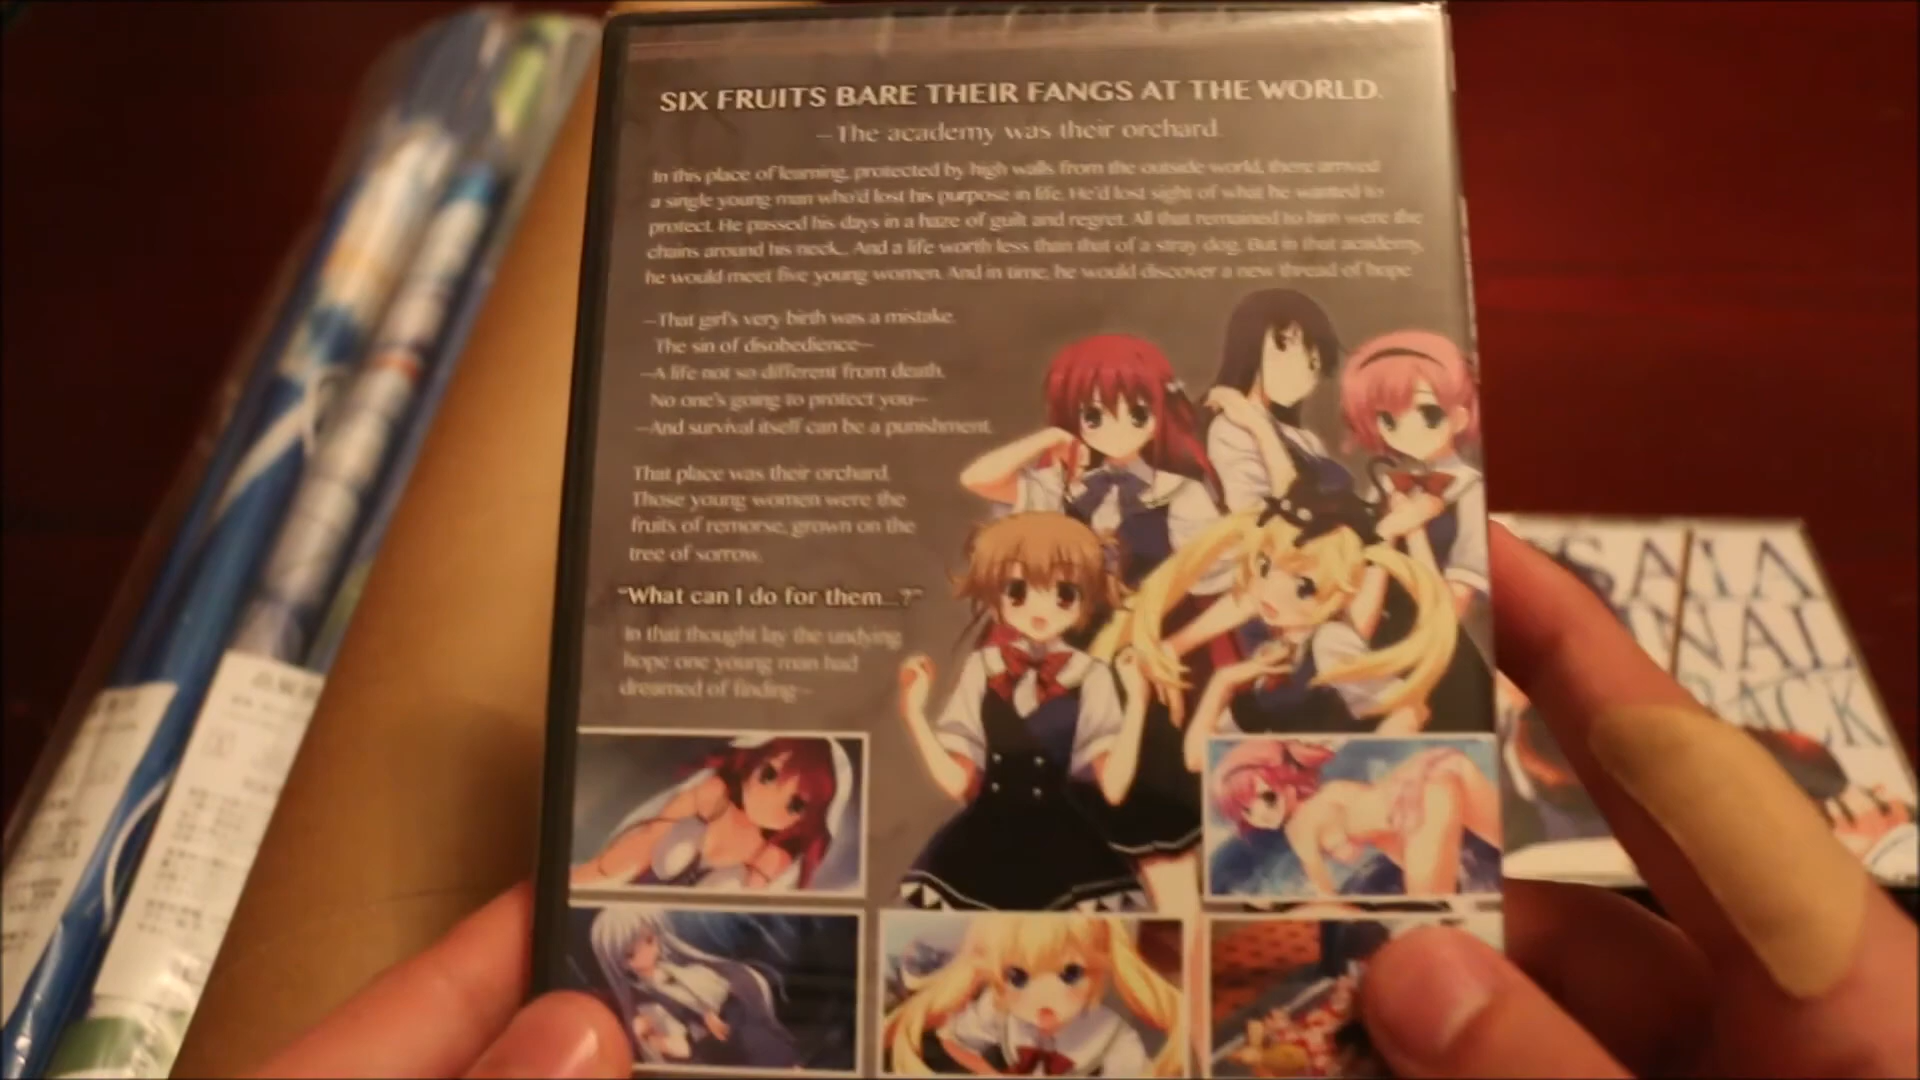 SIX FRUITS BARE THEIR FANGS AT THE WORLD.
—The academy was their orchard.
In this place of learning, protected by high walls from the outside world, there arrived
a single young man who'd lost his purpose in life. He'd lost sight of what he wanted to
protect. He passed his days in a haze of guilt and regret. All that remained to him were the
chains around his neck... And a life worth less than that of a stray dog. But in that academy,
he would meet five young women. And in time, he would discover a new thread of hope.
—That girl's very birth was a mistake.
The sin of disobedience—
—A life not so different from death.
No one's going to protect you—
—And survival itself can be a punishment.
That place was their orchard.
Those young women were the
fruits of remorse, grown on the
tree of sorrow.
"What can I do for them...?"
In that thought lay the undying
hope one young man had
dreamed of finding—